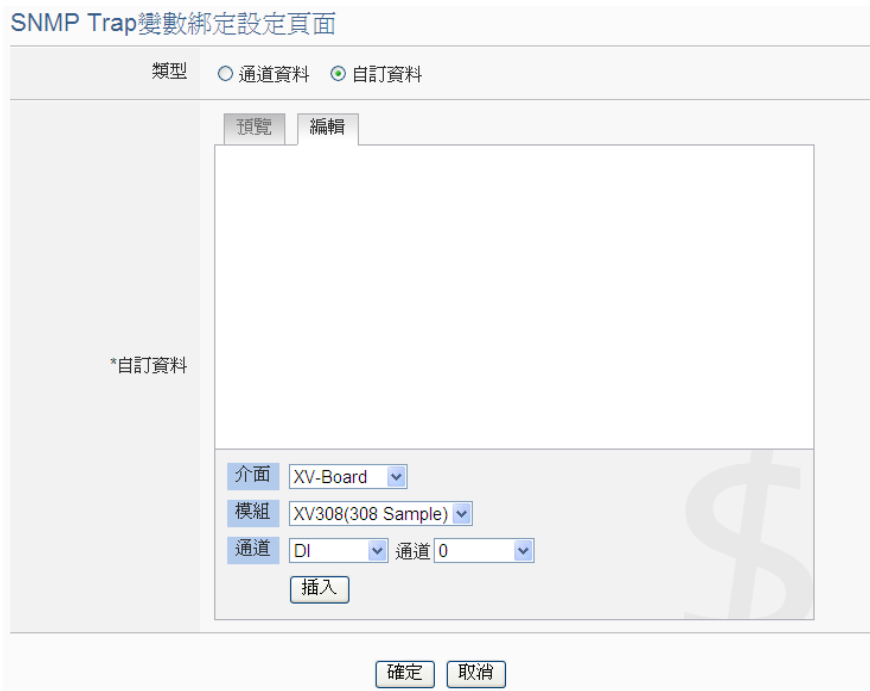 SNMP Trap變數綁定設定頁面
類型 通道資料 自訂資料
預覽 編輯
*自訂資料
介面 XV-Board
模組 XV308(308 Sample)
通道 DI 通道 0
插入
$
確定 取消